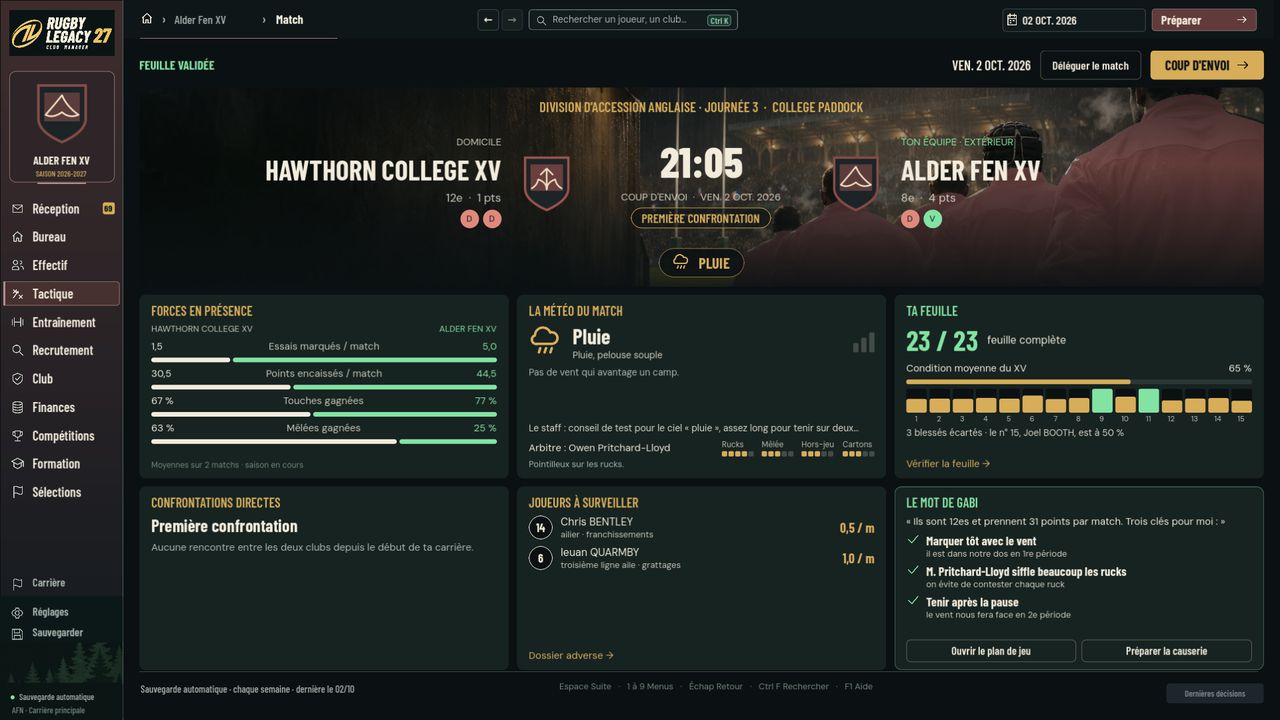 RUGBY
LEGACY 27
CLUB MANAGER
ALDER FEN XV
SAISON 2026-2027
Réception 69
Bureau
Effectif
Tactique
Entraînement
Recrutement
Club
Finances
Compétitions
Formation
Sélections
Carrière
Réglages
Sauvegarder
Sauvegarde automatique
AFN · Carrière principale
Alder Fen XV › Match
Rechercher un joueur, un club... Ctrl K
02 OCT. 2026
Préparer →
FEUILLE VALIDÉE
VEN. 2 OCT. 2026
Déléguer le match
COUP D'ENVOI →
DIVISION D'ACCESSION ANGLAISE · JOURNÉE 3 · COLLEGE PADDOCK
DOMICILE
HAWTHORN COLLEGE XV
12e · 1 pts
D D
21:05
COUP D'ENVOI · VEN. 2 OCT. 2026
PREMIÈRE CONFRONTATION
PLUIE
TON ÉQUIPE · EXTÉRIEUR
ALDER FEN XV
8e · 4 pts
D V
FORCES EN PRÉSENCE
HAWTHORN COLLEGE XV ALDER FEN XV
1,5 Essais marqués / match 5,0
30,5 Points encaissés / match 44,5
67 % Touches gagnées 77 %
63 % Mêlées gagnées 25 %
Moyennes sur 2 matchs · saison en cours
LA MÉTÉO DU MATCH
Pluie
Pluie, pelouse souple
Pas de vent qui avantage un camp.
Le staff : conseil de test pour le ciel « pluie », assez long pour tenir sur deux...
Arbitre : Owen Pritchard-Lloyd
Pointilleux sur les rucks.
Rucks Mêlée Hors-jeu Cartons
TA FEUILLE
23 / 23 feuille complète
Condition moyenne du XV 65 %
1 2 3 4 5 6 7 8 9 10 11 12 13 14 15
3 blessés écartés · le n° 15, Joel BOOTH, est à 50 %
Vérifier la feuille →
CONFRONTATIONS DIRECTES
Première confrontation
Aucune rencontre entre les deux clubs depuis le début de ta carrière.
JOUEURS À SURVEILLER
14 Chris BENTLEY 0,5 / m
ailier · franchissements
6 Ieuan QUARMBY 1,0 / m
troisième ligne aile · grattages
Dossier adverse →
LE MOT DE GABI
« Ils sont 12es et prennent 31 points par match. Trois clés pour moi : »
Marquer tôt avec le vent
il est dans notre dos en 1re période
M. Pritchard-Lloyd siffle beaucoup les rucks
on évite de contester chaque ruck
Tenir après la pause
le vent nous fera face en 2e période
Ouvrir le plan de jeu
Préparer la causerie
Sauvegarde automatique · chaque semaine · dernière le 02/10
Espace Suite · 1 à 9 Menus · Échap Retour · Ctrl F Rechercher · F1 Aide
Dernières décisions